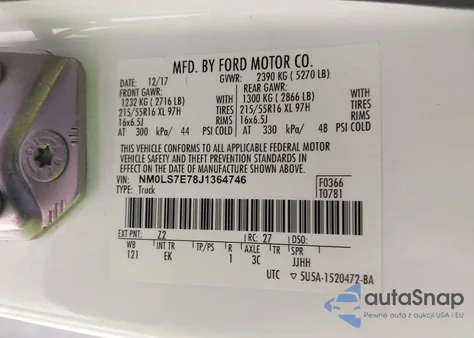 MFD. BY FORD MOTOR CO.
DATE: 12/17 GVWR: 2390 KG ( 5270 LB)
FRONT GAWR: REAR GAWR:
1232 KG ( 2716 LB) WITH 1300 KG ( 2866 LB) WITH
215/55R16 XL 97H TIRES 215/55R16 XL 97H TIRES
16x6.5J RIMS 16x6.5J RIMS
AT 300 kPa/ 44 PSI COLD AT 330 kPa/ 48 PSI COLD
THIS VEHICLE CONFORMS TO ALL APPLICABLE FEDERAL MOTOR
VEHICLE SAFETY AND THEFT PREVENTION STANDARDS IN
EFFECT ON THE DATE OF MANUFACTURE SHOWN ABOVE.
VIN: NM0LS7E78J1364746 F0366
TYPE: Truck T0781
EXT PNT: Z2 RC: 27 DSO:
WB INT TR TP/PS R AXLE TR SPR
121 EK 1 3C JJHH
UTC 5U5A-1520472-BA
autoSnap
Pewne auta z aukcji USA i EU